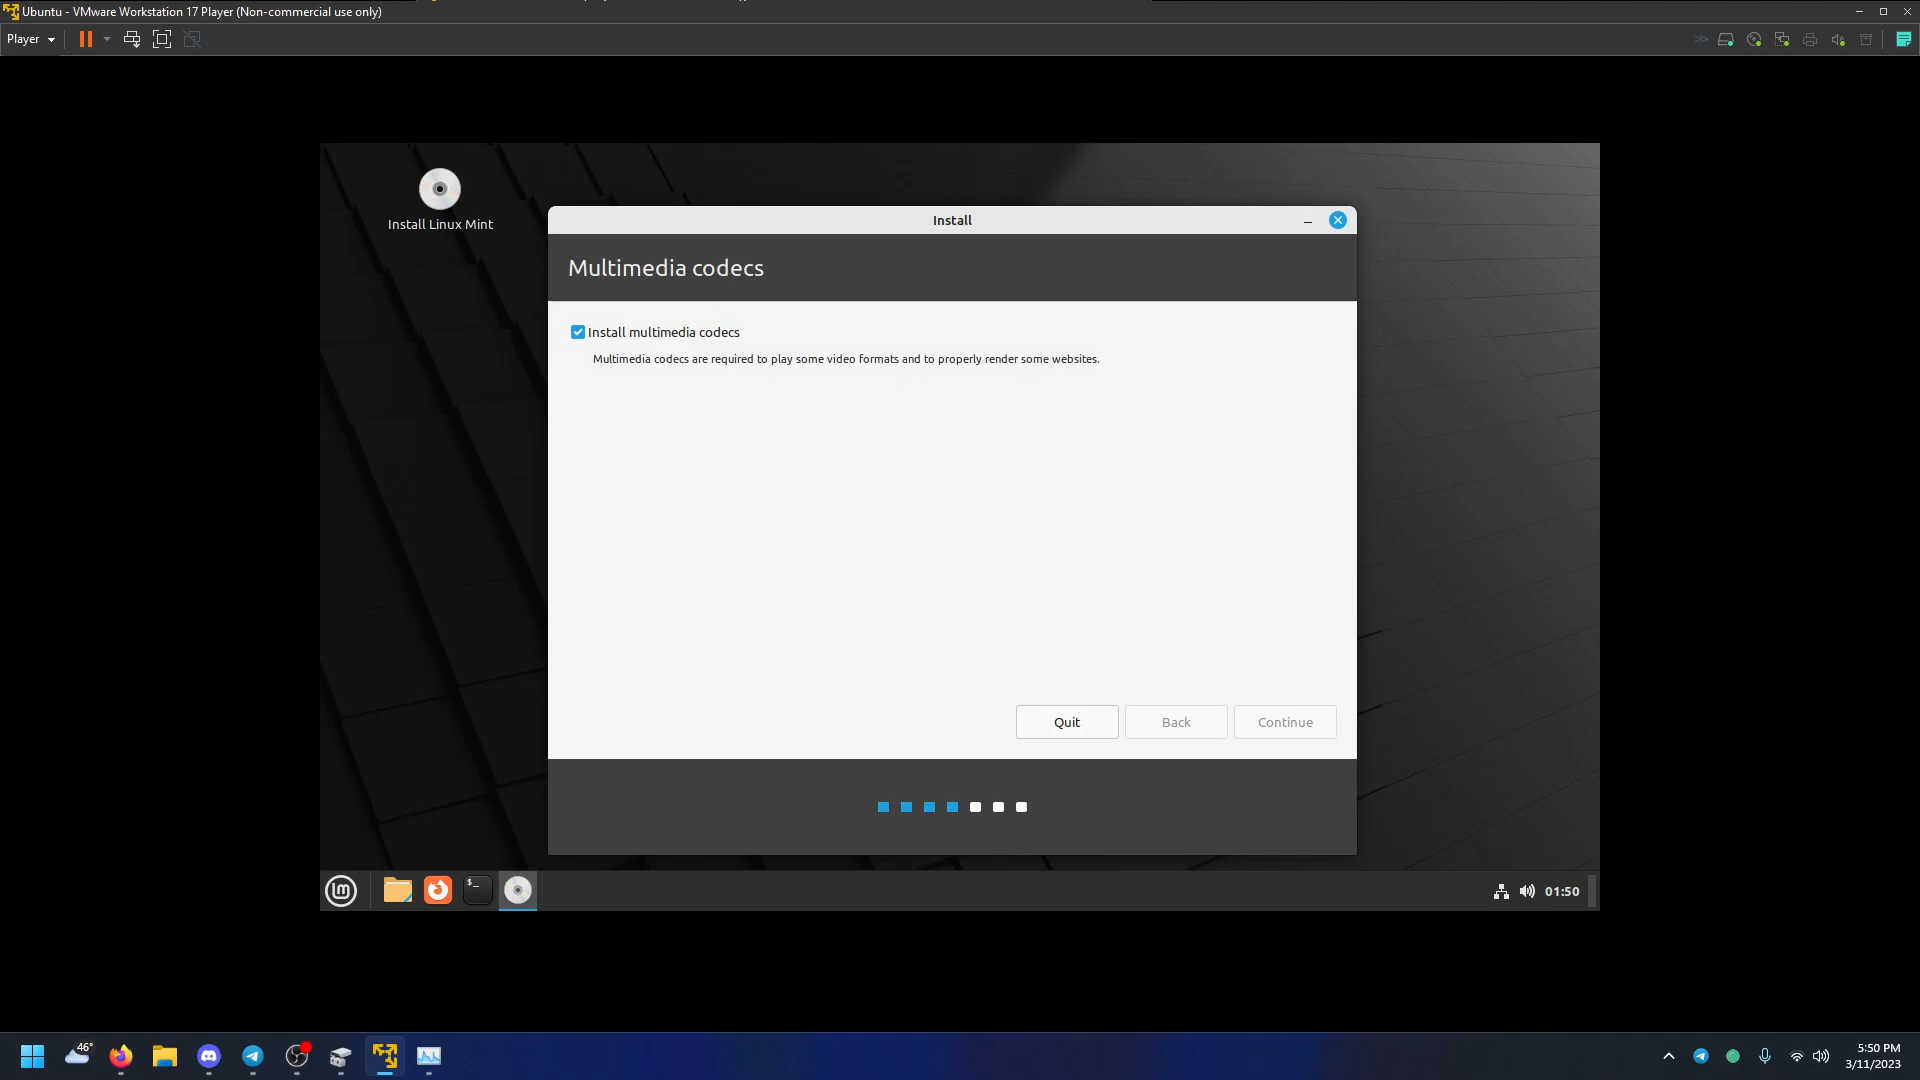 Ubuntu - VMware Workstation 17 Player (Non-commercial use only)
Player
Install Linux Mint
Install
Multimedia codecs
Install multimedia codecs
Multimedia codecs are required to play some video formats and to properly render some websites.
Quit
Back
Continue
$_
01:50
46°
5:50 PM
3/11/2023